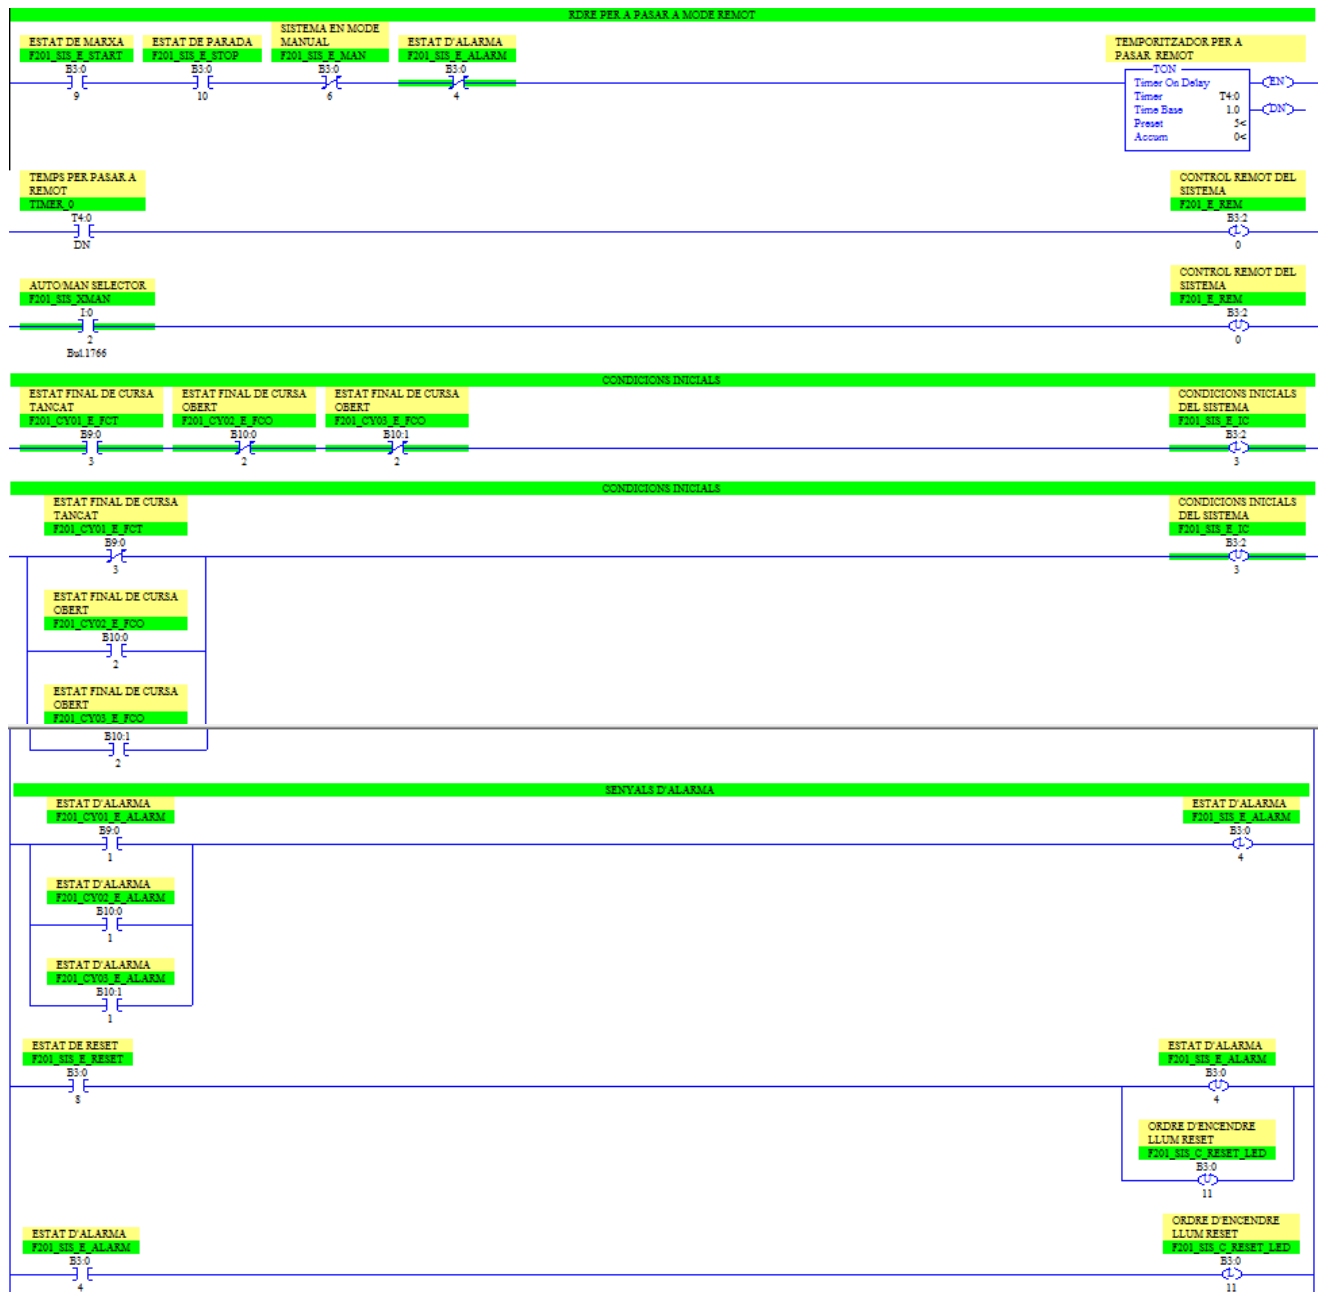 RDRE PER A PASAR A MODE REMOT
ESTAT DE MARXA
F201_SIS_E_START
B3:0
9
ESTAT DE PARADA
F201_SIS_E_STOP
B3:0
10
SISTEMA EN MODE
MANUAL
F201_SIS_E_MAN
B3:0
6
ESTAT D'ALARMA
F201_SIS_E_ALARM
B3:0
4
TEMPORITZADOR PER A
PASAR REMOT
TON
Timer On Delay
Timer T4:0
Time Base 1.0
Preset 5<
Accum 0<
EN
DN
TEMPS PER PASAR A
REMOT
TIMER_0
T4:0
DN
CONTROL REMOT DEL
SISTEMA
F201_E_REM
B3:2
L
0
AUTO/MAN SELECTOR
F201_SIS_XMAN
I:0
2
Bul.1766
CONTROL REMOT DEL
SISTEMA
F201_E_REM
B3:2
U
0
CONDICIONS INICIALS
ESTAT FINAL DE CURSA
TANCAT
F201_CY01_E_FCT
B9:0
3
ESTAT FINAL DE CURSA
OBERT
F201_CY02_E_FCO
B10:0
2
ESTAT FINAL DE CURSA
OBERT
F201_CY03_E_FCO
B10:1
2
CONDICIONS INICIALS
DEL SISTEMA
F201_SIS_E_IC
B3:2
L
3
CONDICIONS INICIALS
ESTAT FINAL DE CURSA
TANCAT
F201_CY01_E_FCT
B9:0
3
CONDICIONS INICIALS
DEL SISTEMA
F201_SIS_E_IC
B3:2
U
3
ESTAT FINAL DE CURSA
OBERT
F201_CY02_E_FCO
B10:0
2
ESTAT FINAL DE CURSA
OBERT
F201_CY03_E_FCO
B10:1
2
SENYALS D'ALARMA
ESTAT D'ALARMA
F201_CY01_E_ALARM
B9:0
1
ESTAT D'ALARMA
F201_SIS_E_ALARM
B3:0
L
4
ESTAT D'ALARMA
F201_CY02_E_ALARM
B10:0
1
ESTAT D'ALARMA
F201_CY03_E_ALARM
B10:1
1
ESTAT DE RESET
F201_SIS_E_RESET
B3:0
8
ESTAT D'ALARMA
F201_SIS_E_ALARM
B3:0
U
4
ORDRE D'ENCENDRE
LLUM RESET
F201_SIS_C_RESET_LED
B3:0
U
11
ESTAT D'ALARMA
F201_SIS_E_ALARM
B3:0
4
ORDRE D'ENCENDRE
LLUM RESET
F201_SIS_C_RESET_LED
B3:0
L
11